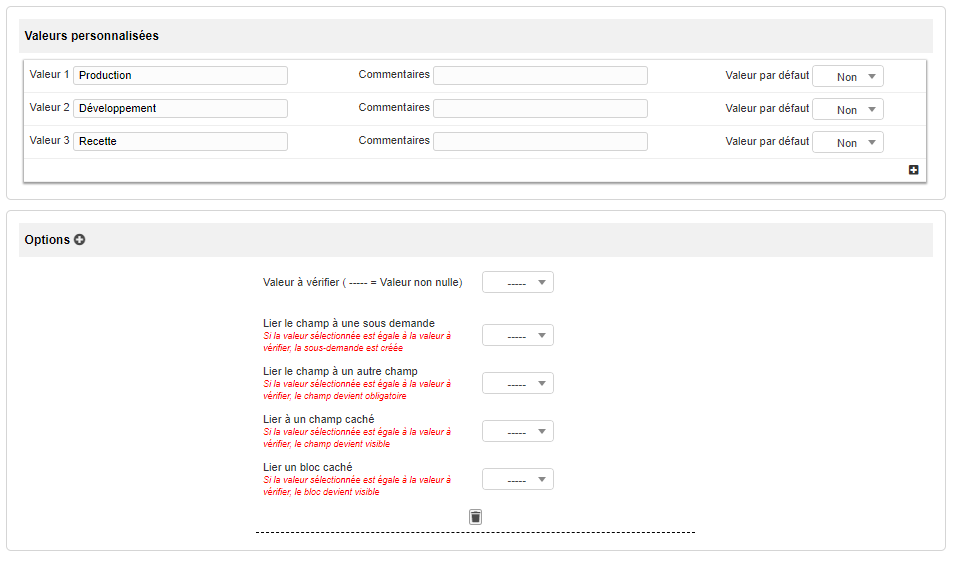 Valeurs personnalisées
Valeur 1 Production Commentaires Valeur par défaut Non
Valeur 2 Développement Commentaires Valeur par défaut Non
Valeur 3 Recette Commentaires Valeur par défaut Non
Options
Valeur à vérifier ( ----- = Valeur non nulle) -----
Lier le champ à une sous demande
Si la valeur sélectionnée est égale à la valeur à
vérifier, la sous-demande est créée
-----
Lier le champ à un autre champ
Si la valeur sélectionnée est égale à la valeur à
vérifier, le champ devient obligatoire
-----
Lier à un champ caché
Si la valeur sélectionnée est égale à la valeur à
vérifier, le champ devient visible
-----
Lier un bloc caché
Si la valeur sélectionnée est égale à la valeur à
vérifier, le bloc devient visible
-----